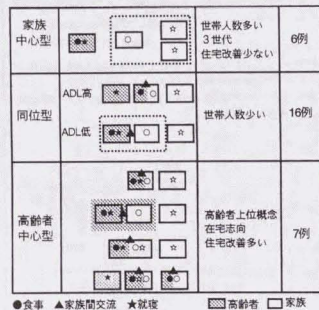 家族
中心型
世帯人数多い
3世代
住宅改善少ない
6例
同位型
ADL高
ADL低
世帯人数少い
16例
高齢者
中心型
高齢者上位概念
在宅志向
住宅改善多い
7例
●食事 ▲家族間交流 ★就寝 高齢者 家族